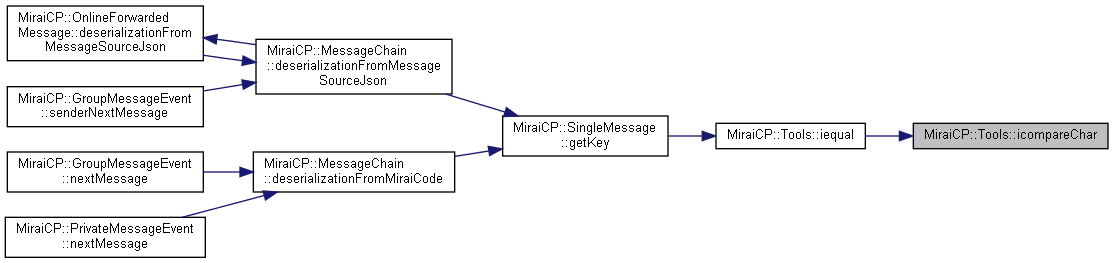 MiraiCP::OnlineForwarded
Message::deserializationFrom
MessageSourceJson
MiraiCP::GroupMessageEvent
::senderNextMessage
MiraiCP::GroupMessageEvent
::nextMessage
MiraiCP::PrivateMessageEvent
::nextMessage
MiraiCP::MessageChain
::deserializationFromMessage
SourceJson
MiraiCP::MessageChain
::deserializationFromMiraiCode
MiraiCP::SingleMessage
::getKey
MiraiCP::Tools::iequal
MiraiCP::Tools::icompareChar